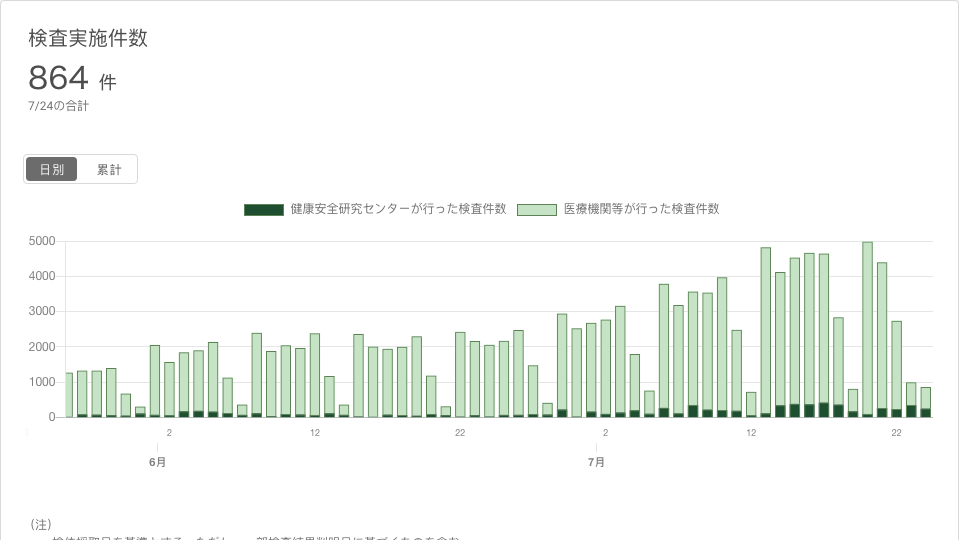 検査実施件数
864 件
7/24の合計
日別 累計
健康安全研究センターが行った検査件数 医療機関等が行った検査件数
5000
4000
3000
2000
1000
0
2 12 22 2 12 22
6月 7月
(注)